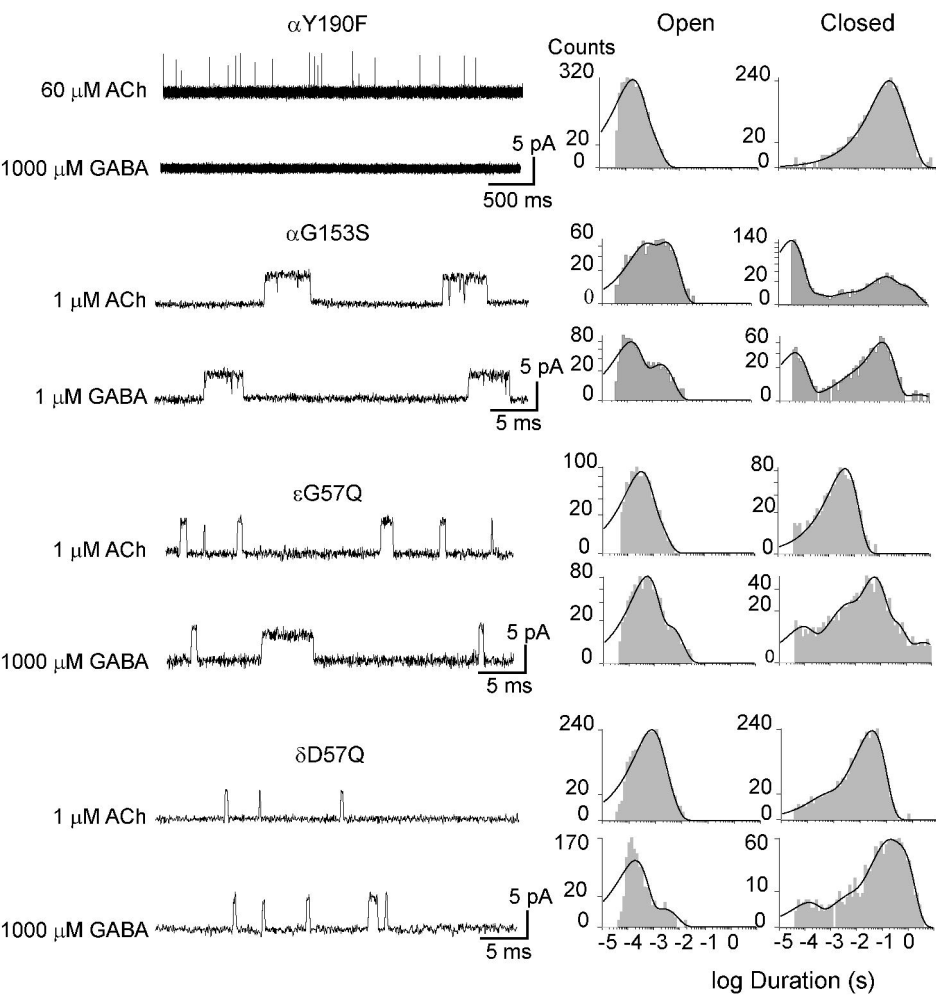 αY190F
Open
Closed
Counts
60 μM ACh
320
20
0
240
20
0
1000 μM GABA
5 pA
500 ms
αG153S
1 μM ACh
60
20
0
140
20
0
1 μM GABA
5 pA
5 ms
80
20
0
60
20
0
εG57Q
1 μM ACh
100
20
0
80
20
0
1000 μM GABA
5 pA
5 ms
80
20
0
40
20
0
δD57Q
1 μM ACh
240
20
0
240
20
0
1000 μM GABA
5 pA
5 ms
170
20
0
60
10
0
-5 -4 -3 -2 -1 0
-5 -4 -3 -2 -1 0
log Duration (s)